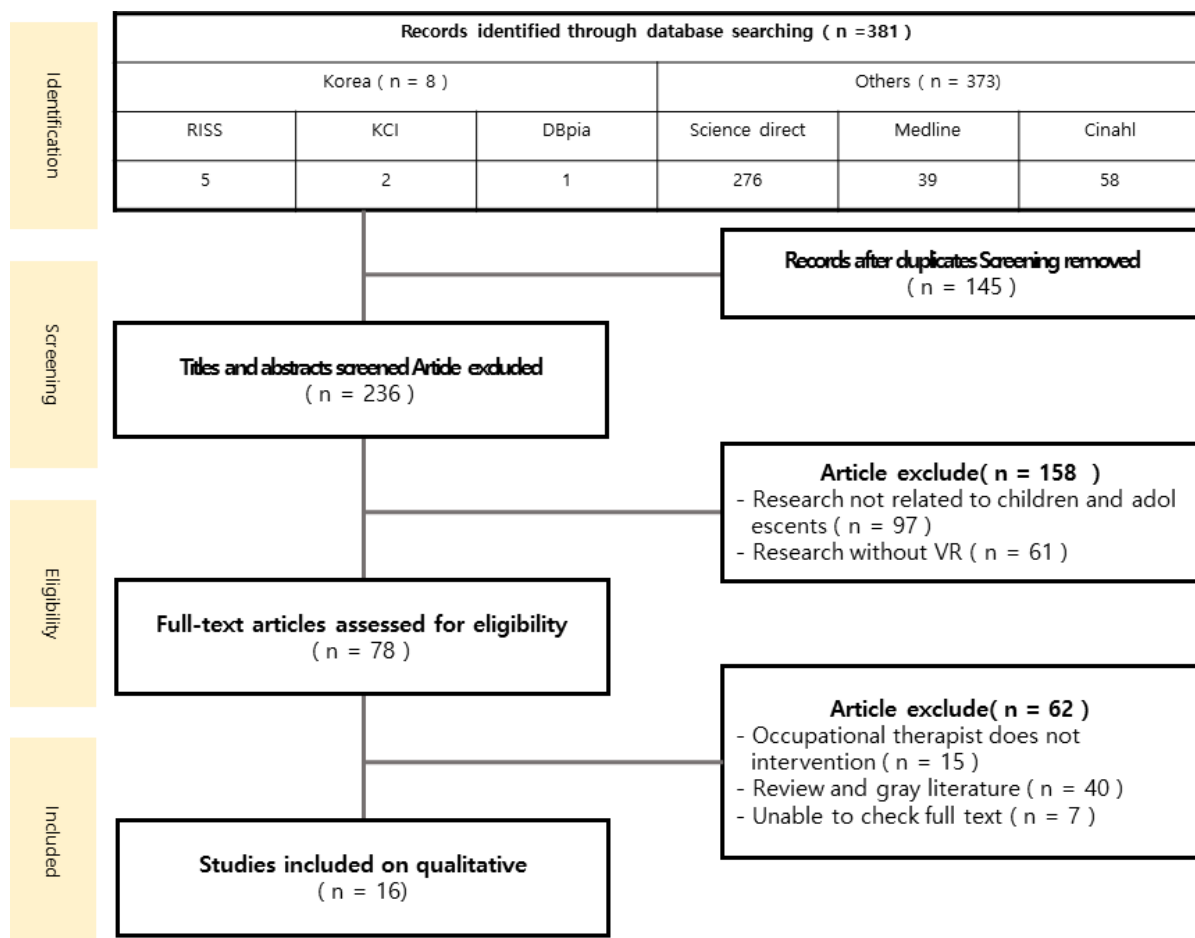 Identification
Records identified through database searching ( n =381 )
Korea ( n = 8 )
Others ( n = 373)
RISS
KCI
DBpia
Science direct
Medline
Cinahl
5
2
1
276
39
58
Records after duplicates Screening removed
( n = 145 )
Screening
Titles and abstracts screened Article excluded
( n = 236 )
Article exclude( n = 158 )
- Research not related to children and adol
escents ( n = 97 )
- Research without VR ( n = 61 )
Eligibility
Full-text articles assessed for eligibility
( n = 78 )
Article exclude( n = 62 )
- Occupational therapist does not
intervention ( n = 15 )
- Review and gray literature ( n = 40 )
- Unable to check full text ( n = 7 )
Included
Studies included on qualitative
( n = 16)